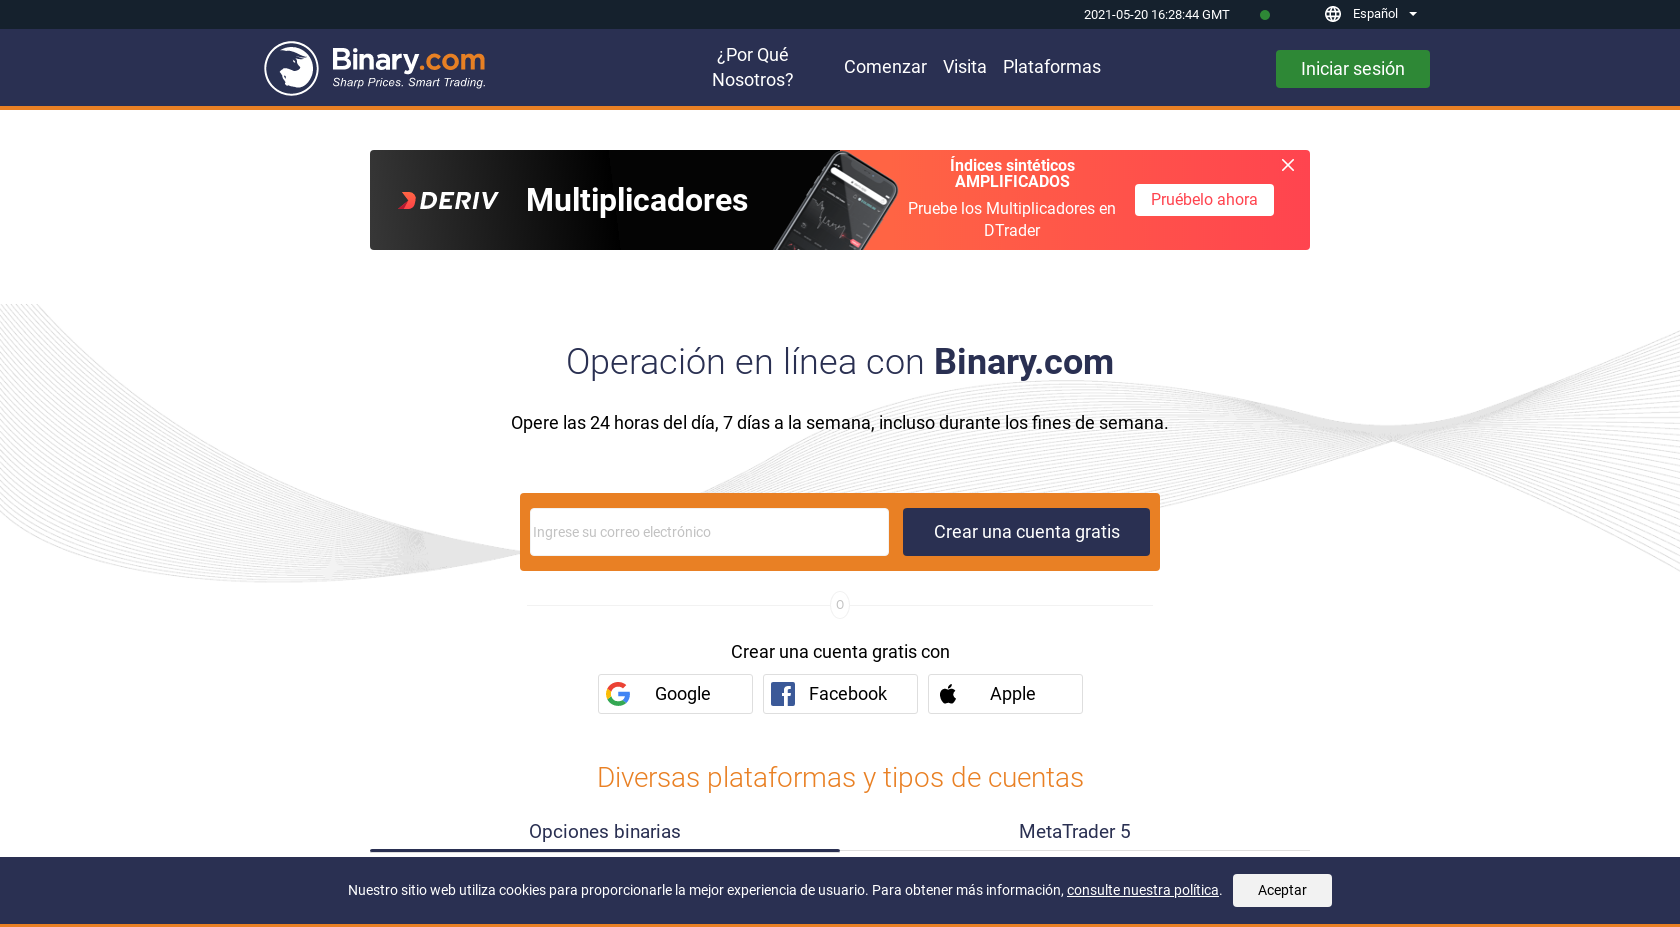 2021-05-20 16:28:44 GMT
Español
Binary.com
Sharp Prices. Smart Trading.
¿Por Qué
Nosotros?
Comenzar
Visita
Plataformas
Iniciar sesión
DERIV
Multiplicadores
Índices sintéticos
AMPLIFICADOS
Pruebe los Multiplicadores en
DTrader
Pruébelo ahora
Operación en línea con Binary.com
Opere las 24 horas del día, 7 días a la semana, incluso durante los fines de semana.
Ingrese su correo electrónico
Crear una cuenta gratis
O
Crear una cuenta gratis con
Google
Facebook
Apple
Diversas plataformas y tipos de cuentas
Opciones binarias
MetaTrader 5
Nuestro sitio web utiliza cookies para proporcionarle la mejor experiencia de usuario. Para obtener más información, consulte nuestra política.
Aceptar